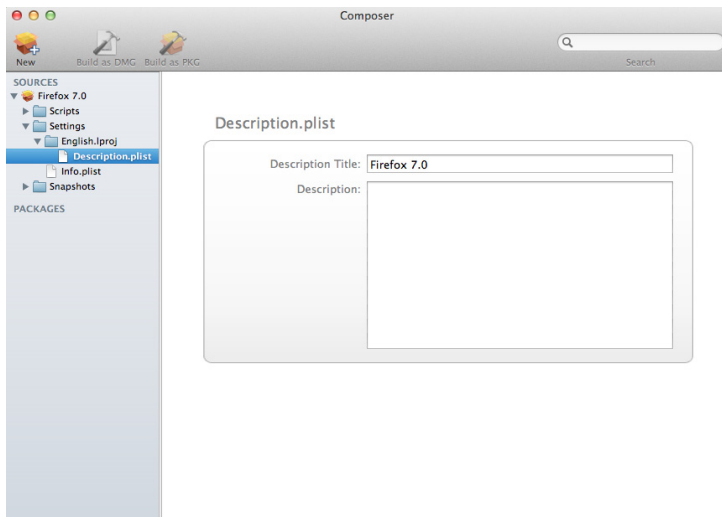 Composer
New
Build as DMG
Build as PKG
Search
SOURCES
Firefox 7.0
Scripts
Settings
English.lproj
Description.plist
Info.plist
Snapshots
PACKAGES
Description.plist
Description Title: Firefox 7.0
Description: